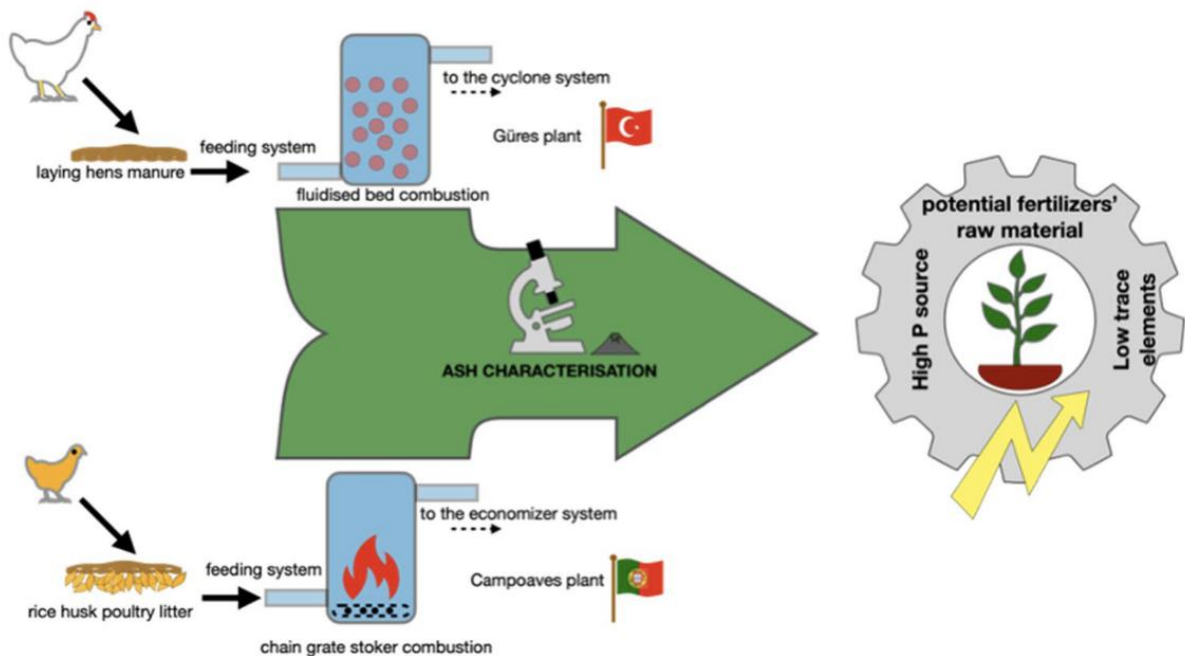 to the cyclone system
Güres plant
feeding system
laying hens manure
fluidised bed combustion
potential fertilizers'
raw material
High P source
Low trace
elements
ASH CHARACTERISATION
to the economizer system
feeding system
Campoaves plant
rice husk poultry litter
chain grate stoker combustion